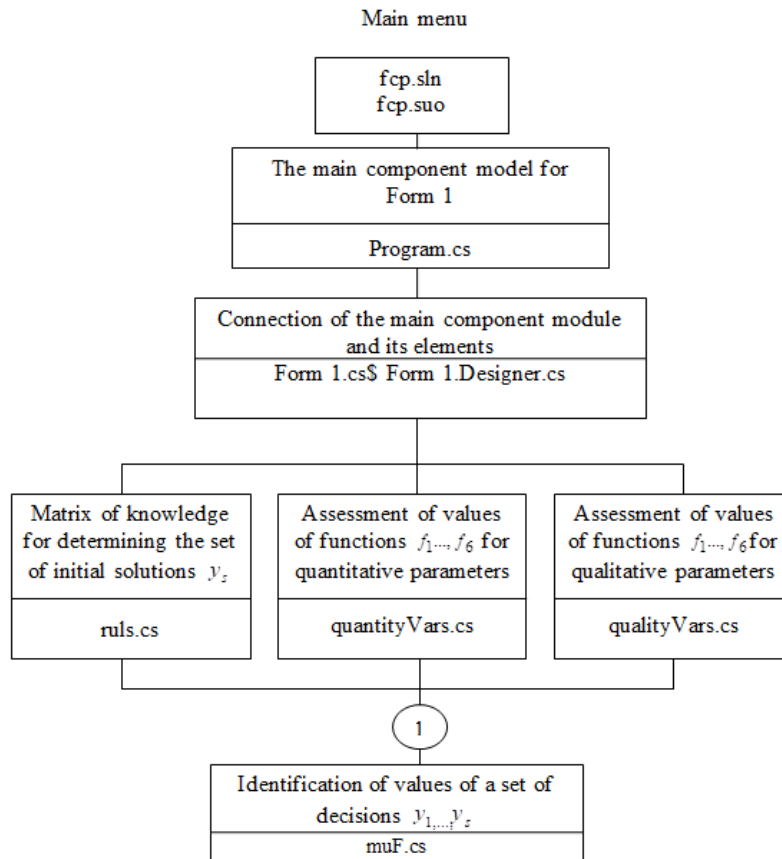 Main menu
fcp.sln
fcp.suo
The main component model for
Form 1
Program.cs
Connection of the main component module
and its elements
Form 1.cs$ Form 1.Designer.cs
Matrix of knowledge
for determining the set
of initial solutions y_s
ruls.cs
Assessment of values
of functions f_1..., f_6 for
quantitative parameters
quantityVars.cs
Assessment of values
of functions f_1..., f_6 for
qualitative parameters
qualityVars.cs
1
Identification of values of a set of
decisions y_1,...,y_s
muF.cs